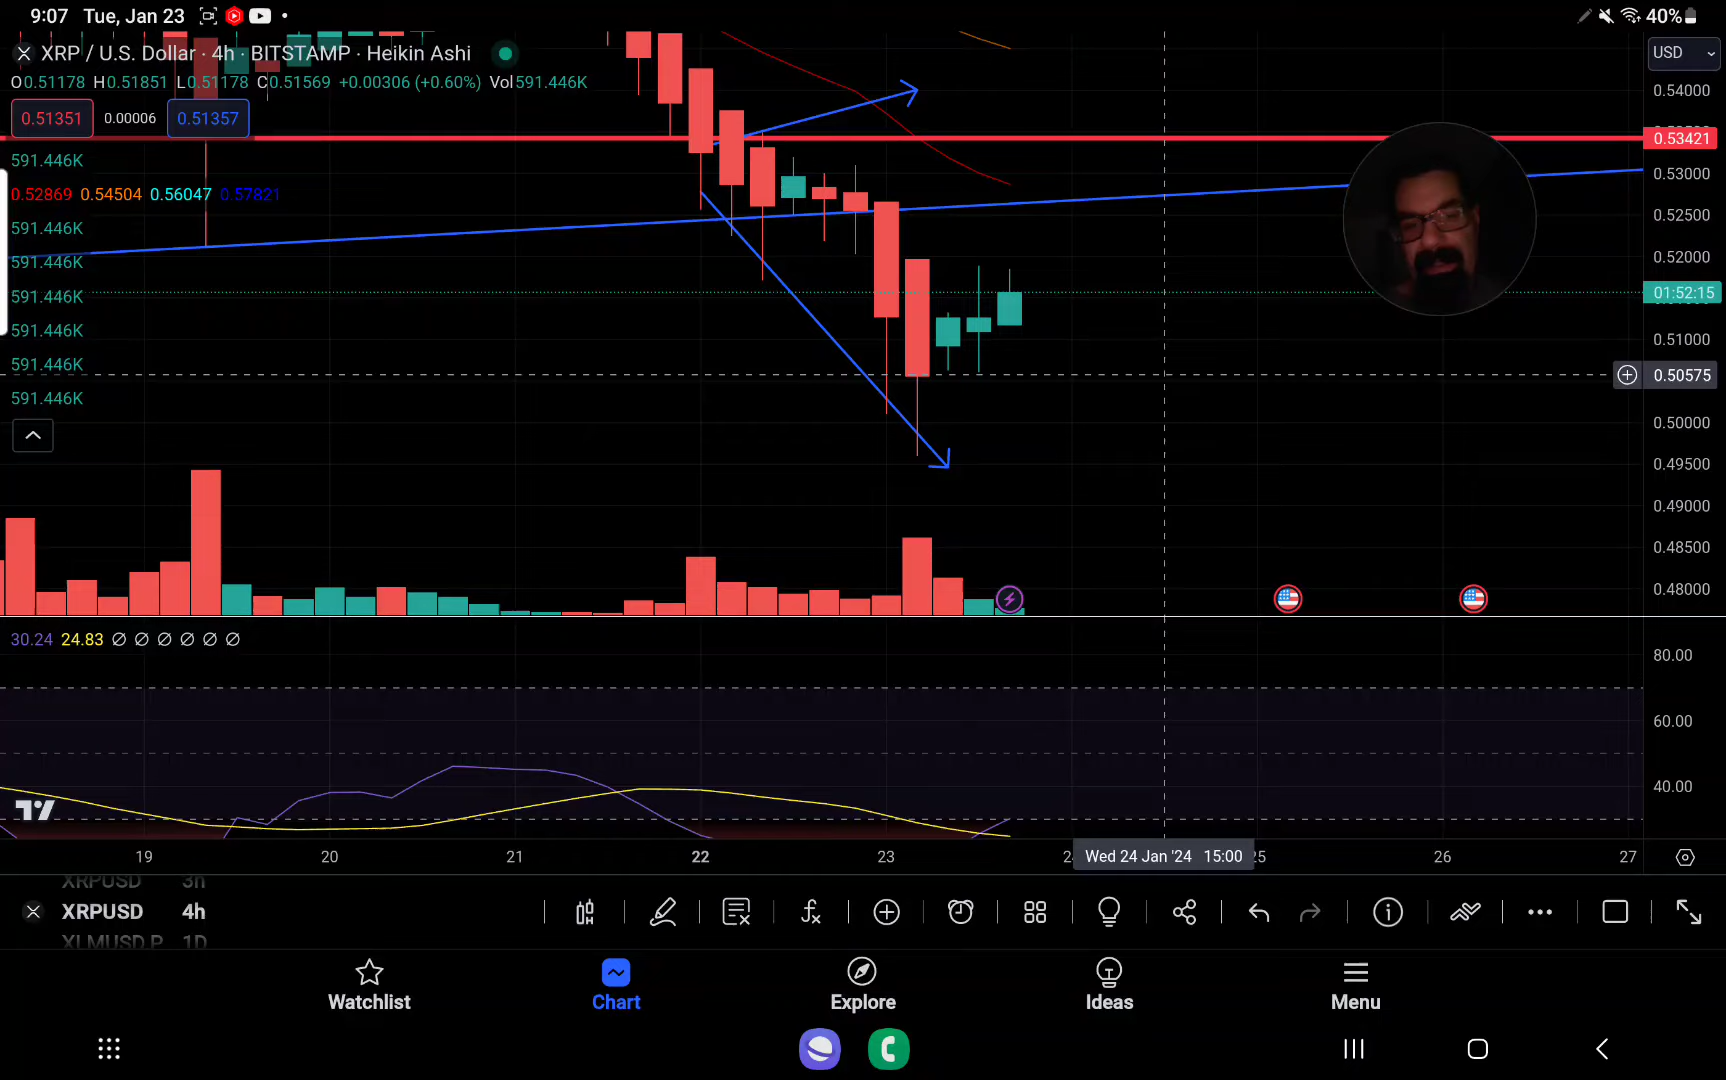 9:07 Tue, Jan 23
40%
XRP / U.S. Dollar · 4h · BITSTAMP · Heikin Ashi
USD
O0.51178 H0.51851 L0.51178 C0.51569 +0.00306 (+0.60%) Vol591.446K
0.54000
0.51351 0.00006 0.51357
0.53421
591.446K
0.53000
0.52869 0.54504 0.56047 0.57821
0.52500
591.446K
0.52000
591.446K
591.446K
01:52:15
591.446K
0.51000
591.446K
0.50575
591.446K
0.50000
0.49500
0.49000
0.48500
0.48000
30.24 24.83 ∅ ∅ ∅ ∅ ∅ ∅
80.00
60.00
40.00
19 20 21 22 23 Wed 24 Jan '24 15:00 25 26 27
XRPUSD 3h
XRPUSD 4h
XLMUSD.P 1D
Watchlist
Chart
Explore
Ideas
Menu